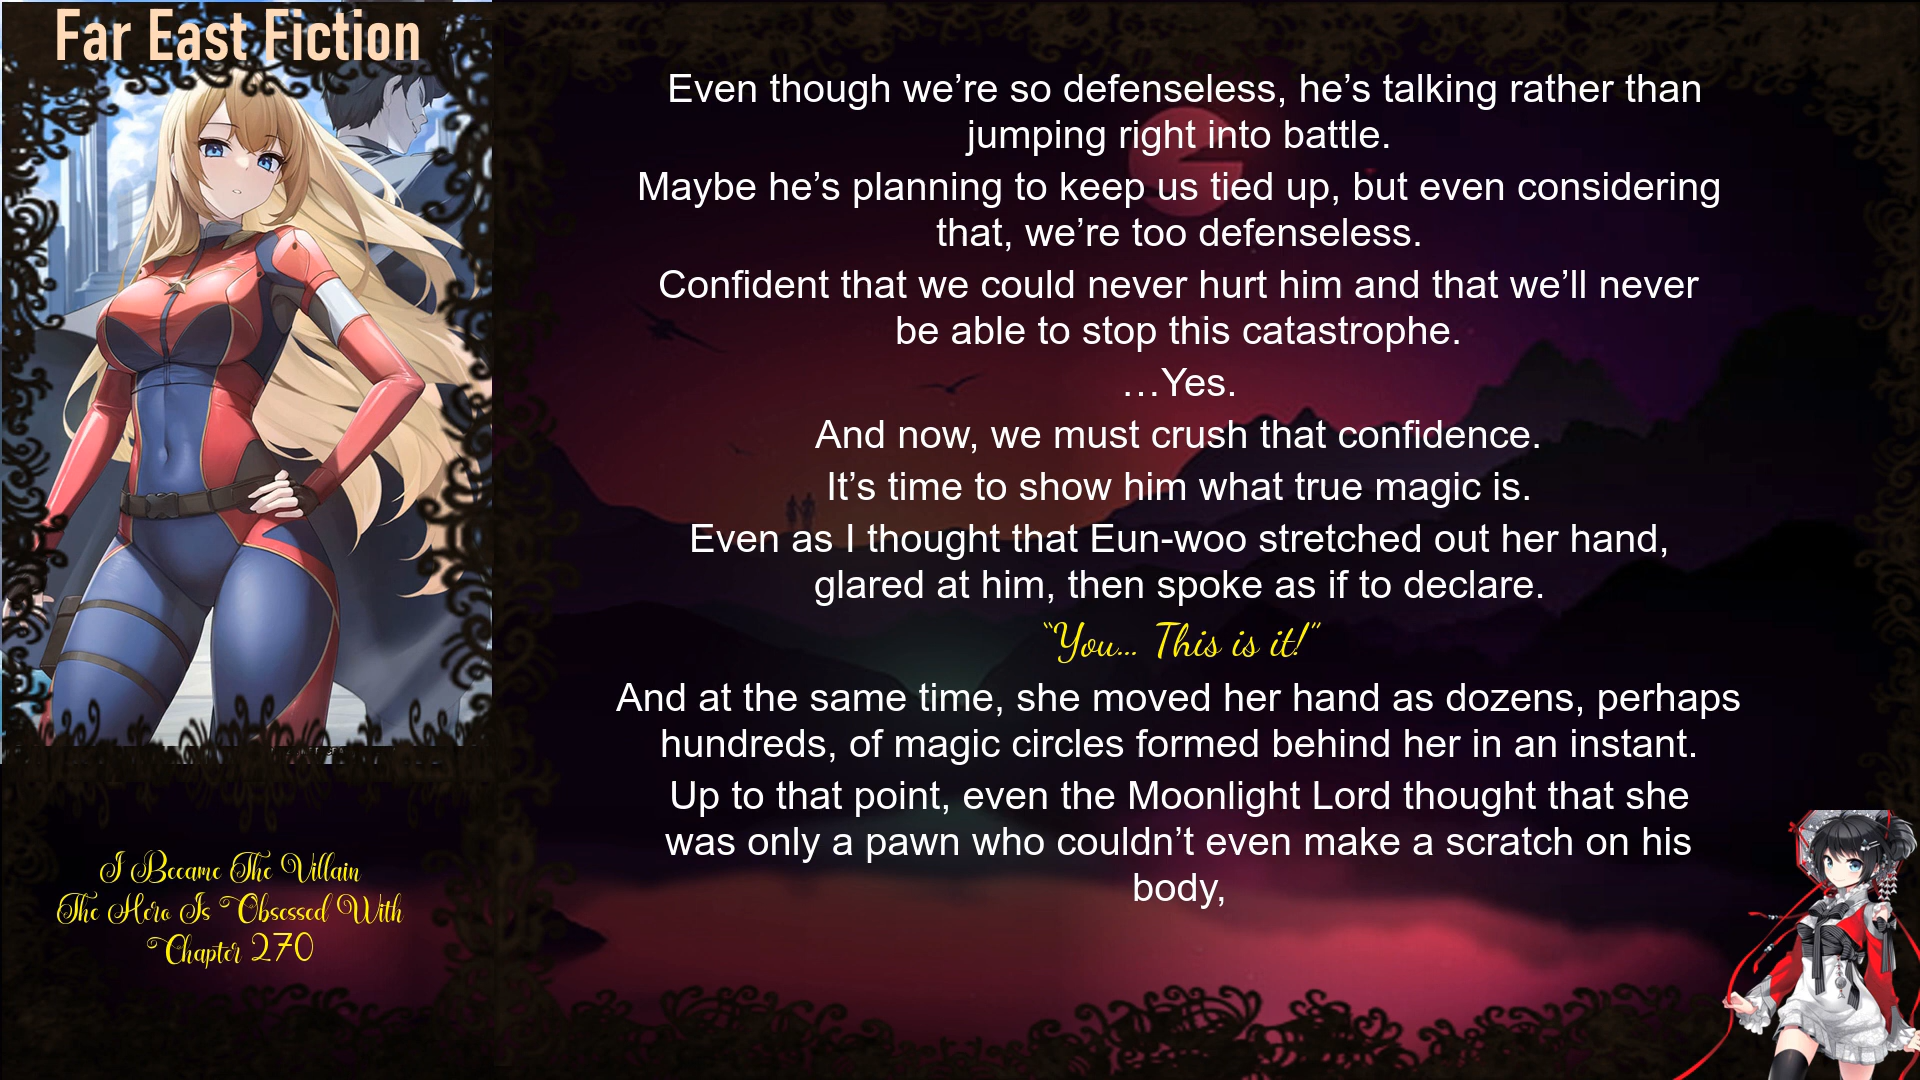 Far East Fiction
Even though we’re so defenseless, he’s talking rather than
jumping right into battle.
Maybe he’s planning to keep us tied up, but even considering
that, we’re too defenseless.
Confident that we could never hurt him and that we’ll never
be able to stop this catastrophe.
…Yes.
And now, we must crush that confidence.
It’s time to show him what true magic is.
Even as I thought that Eun-woo stretched out her hand,
glared at him, then spoke as if to declare.
“You… This is it!”
And at the same time, she moved her hand as dozens, perhaps
hundreds, of magic circles formed behind her in an instant.
Up to that point, even the Moonlight Lord thought that she
was only a pawn who couldn’t even make a scratch on his
body,
I Became The Villain
The Hero Is Obsessed With
Chapter 270